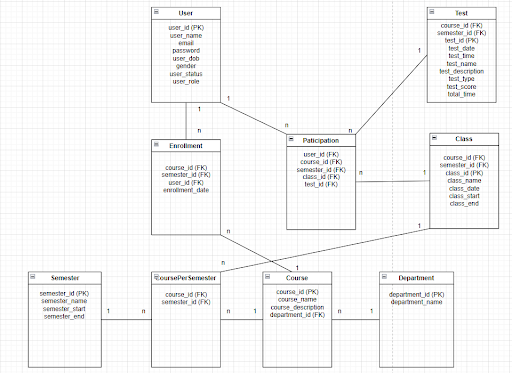 User
user_id (PK)
user_name
email
password
user_dob
gender
user_status
user_role
Test
course_id (FK)
semester_id (FK)
test_id (PK)
test_date
test_time
test_name
test_description
test_type
test_score
total_time
1
1
1
n
n
n
Enrollment
course_id (FK)
semester_id (FK)
user_id (FK)
enrollment_date
Paticipation
user_id (FK)
course_id (FK)
semester_id (FK)
class_id (FK)
test_id (FK)
n
1
Class
course_id (FK)
semester_id (FK)
class_id (PK)
class_name
class_date
class_start
class_end
n
1
n
1
Semester
semester_id (PK)
semester_name
semester_start
semester_end
1
n
CoursePerSemester
course_id (FK)
semester_id (FK)
n
1
Course
course_id (PK)
course_name
course_description
department_id (FK)
n
1
Department
department_id (PK)
department_name